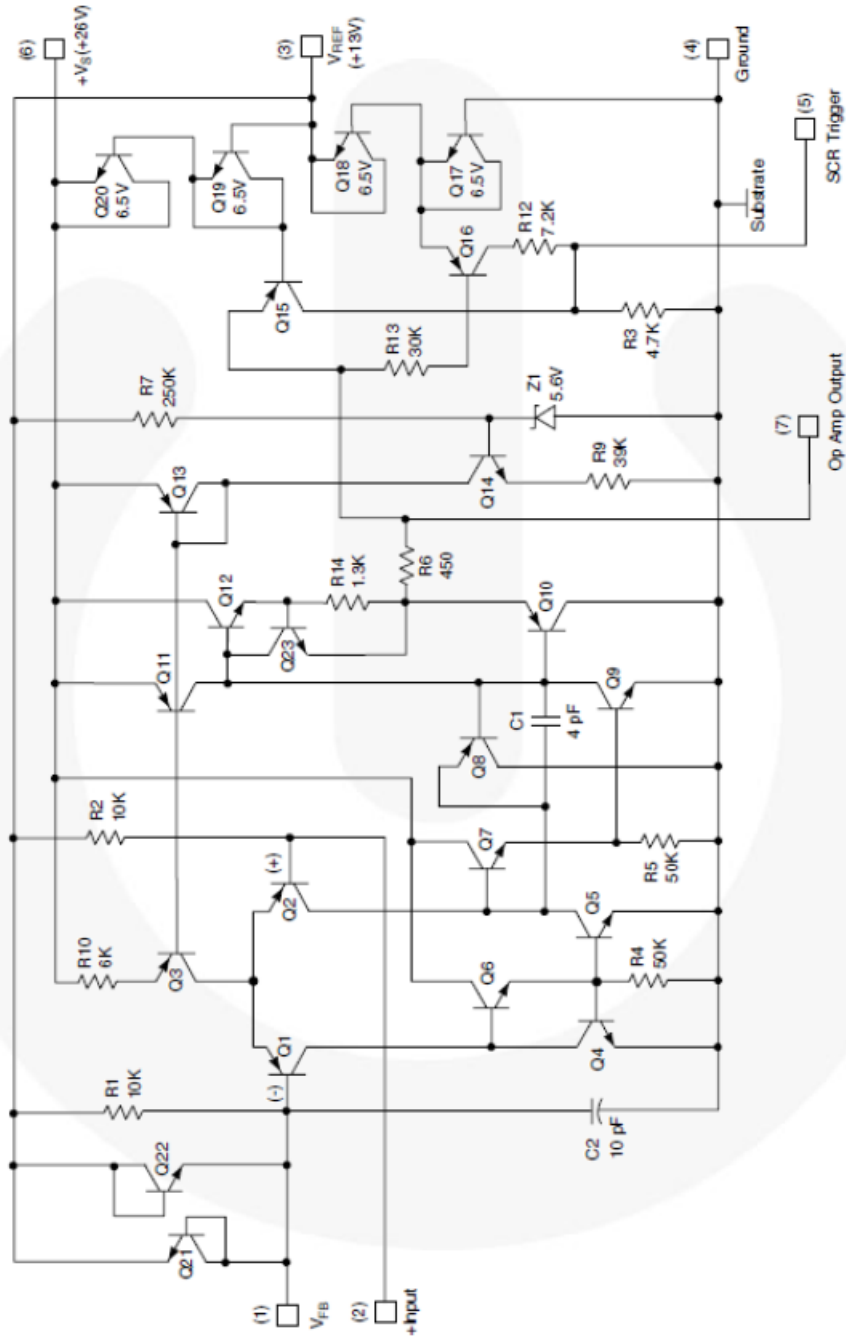 (6)
+VS (+26V)
(3)
VREF
(+13V)
(4)
Ground
(5)
SCR Trigger
Substrate
Q20
6.5V
Q19
6.5V
Q18
6.5V
Q17
6.5V
Q16
R12
7.2K
Q15
R13
30K
R3
4.7K
R7
250K
Z1
5.6V
(7)
Op Amp Output
Q13
Q14
R9
39K
Q12
R14
1.3K
R6
450
Q23
Q10
Q11
C1
4 pF
Q9
Q8
R2
10K
(+)
Q2
Q7
R5
50K
Q5
R10
6K
Q3
Q6
R4
50K
Q1
(-)
Q4
R1
10K
C2
10 pF
Q22
Q21
(1)
VFB
(2)
+Input